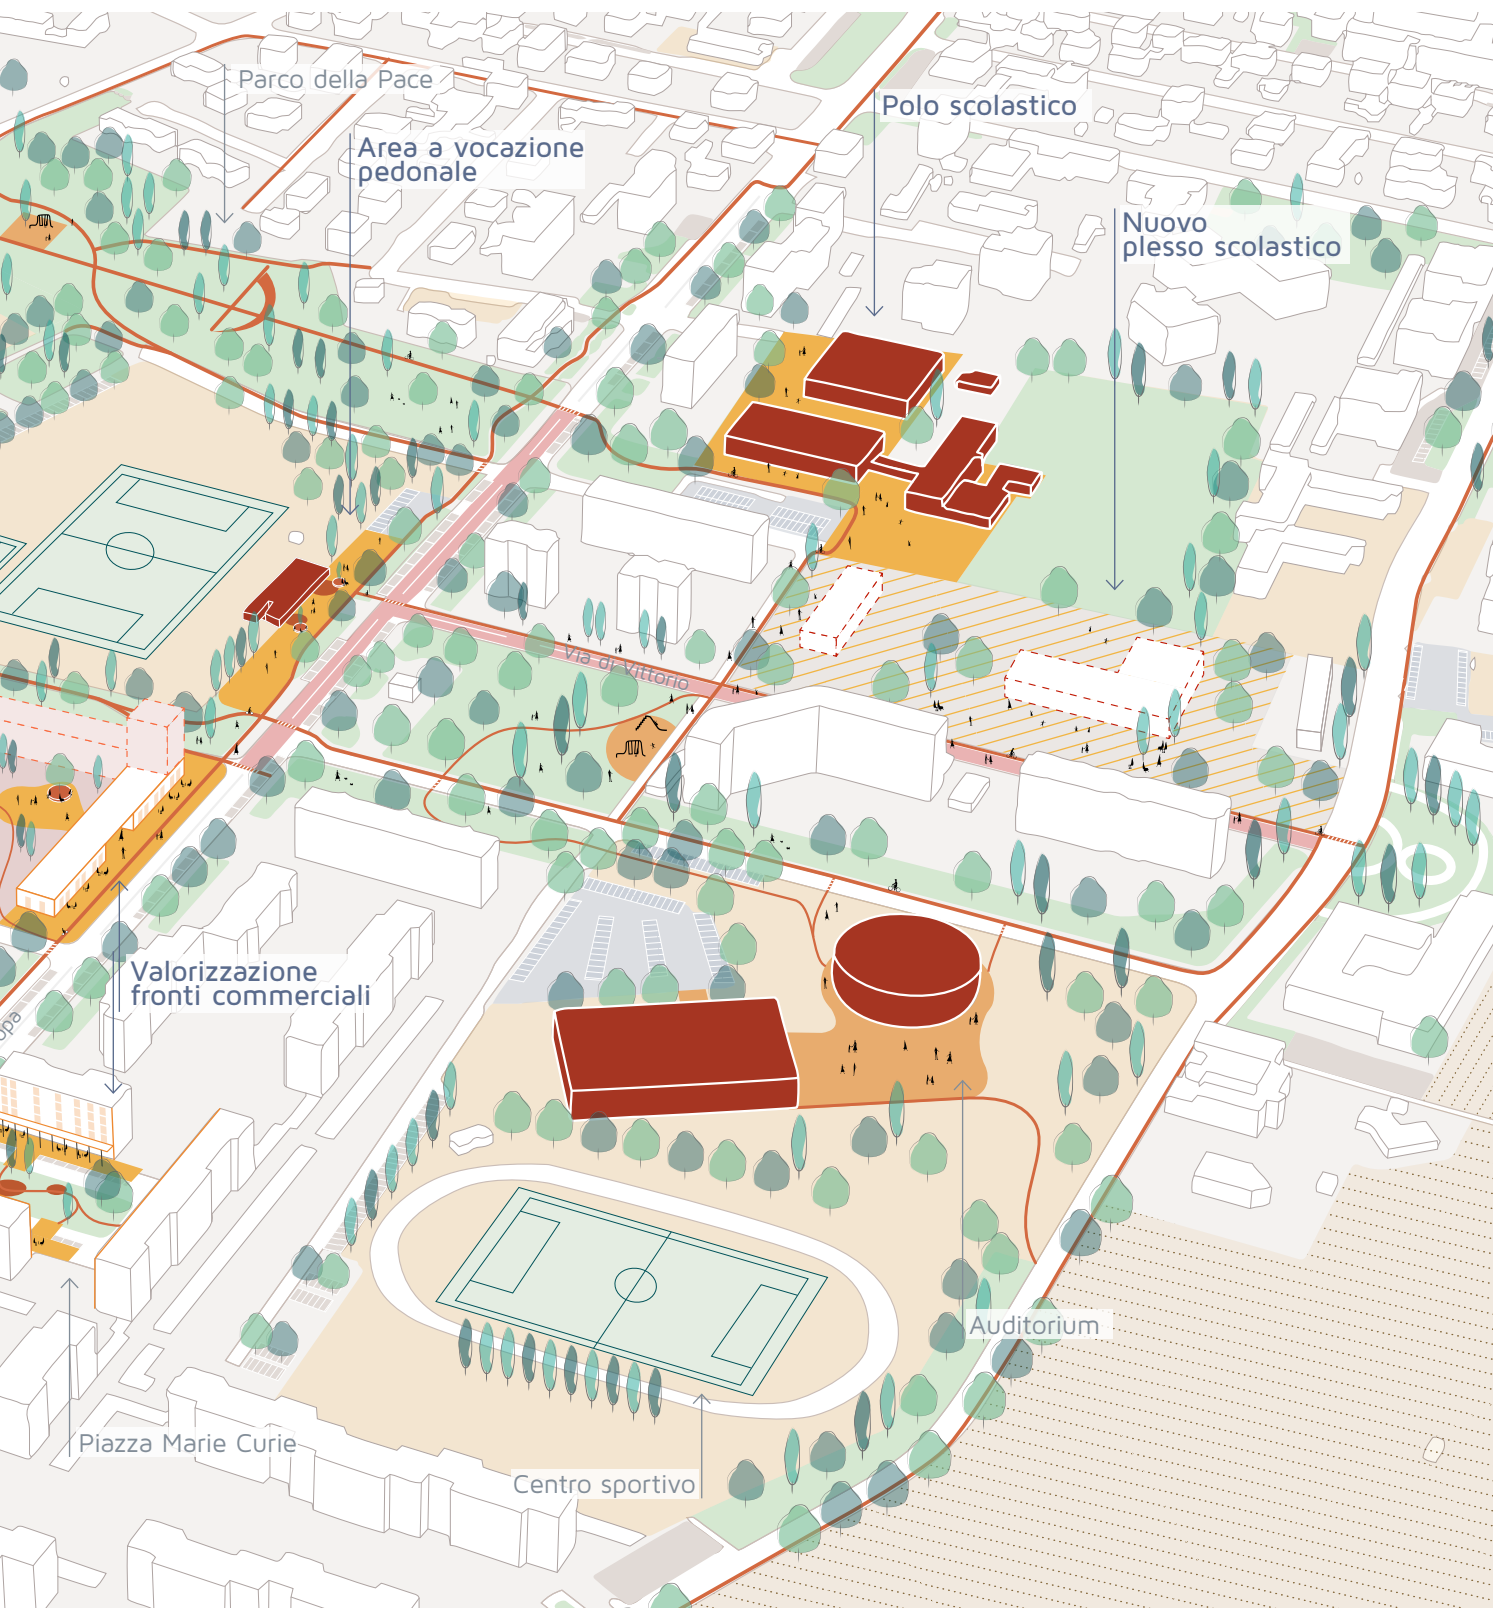 Parco della Pace
Polo scolastico
Area a vocazione
pedonale
Nuovo
plesso scolastico
Via di Vittorio
Valorizzazione
fronti commerciali
Auditorium
Piazza Marie Curie
Centro sportivo